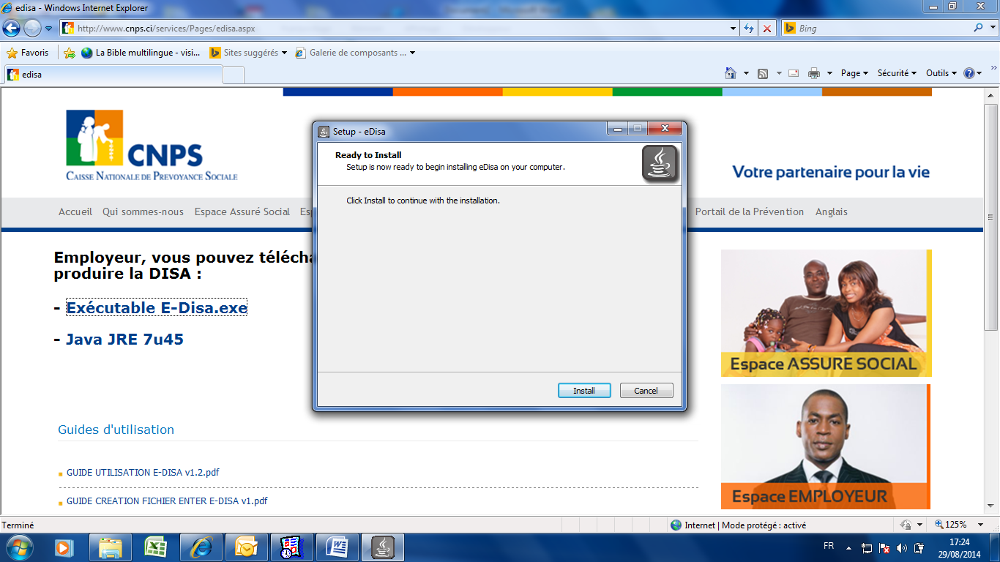 edisa - Windows Internet Explorer
http://www.cnps.ci/services/Pages/edisa.aspx
Bing
Favoris
La Bible multilingue - visi...
Sites suggérés
Galerie de composants ...
edisa
Page
Sécurité
Outils
CNPS
CAISSE NATIONALE DE PREVOYANCE SOCIALE
Votre partenaire pour la vie
Accueil
Qui sommes-nous
Espace Assuré Social
Portail de la Prévention
Anglais
Setup - eDisa
Ready to Install
Setup is now ready to begin installing eDisa on your computer.
Click Install to continue with the installation.
Install
Cancel
Employeur, vous pouvez
produire la DISA :
- Exécutable E-Disa.exe
- Java JRE 7u45
Espace ASSURE SOCIAL
Espace EMPLOYEUR
Guides d'utilisation
GUIDE UTILISATION E-DISA v1.2.pdf
GUIDE CREATION FICHIER ENTER E-DISA v1.pdf
Terminé
Internet | Mode protégé : activé
125%
FR
17:24
29/08/2014